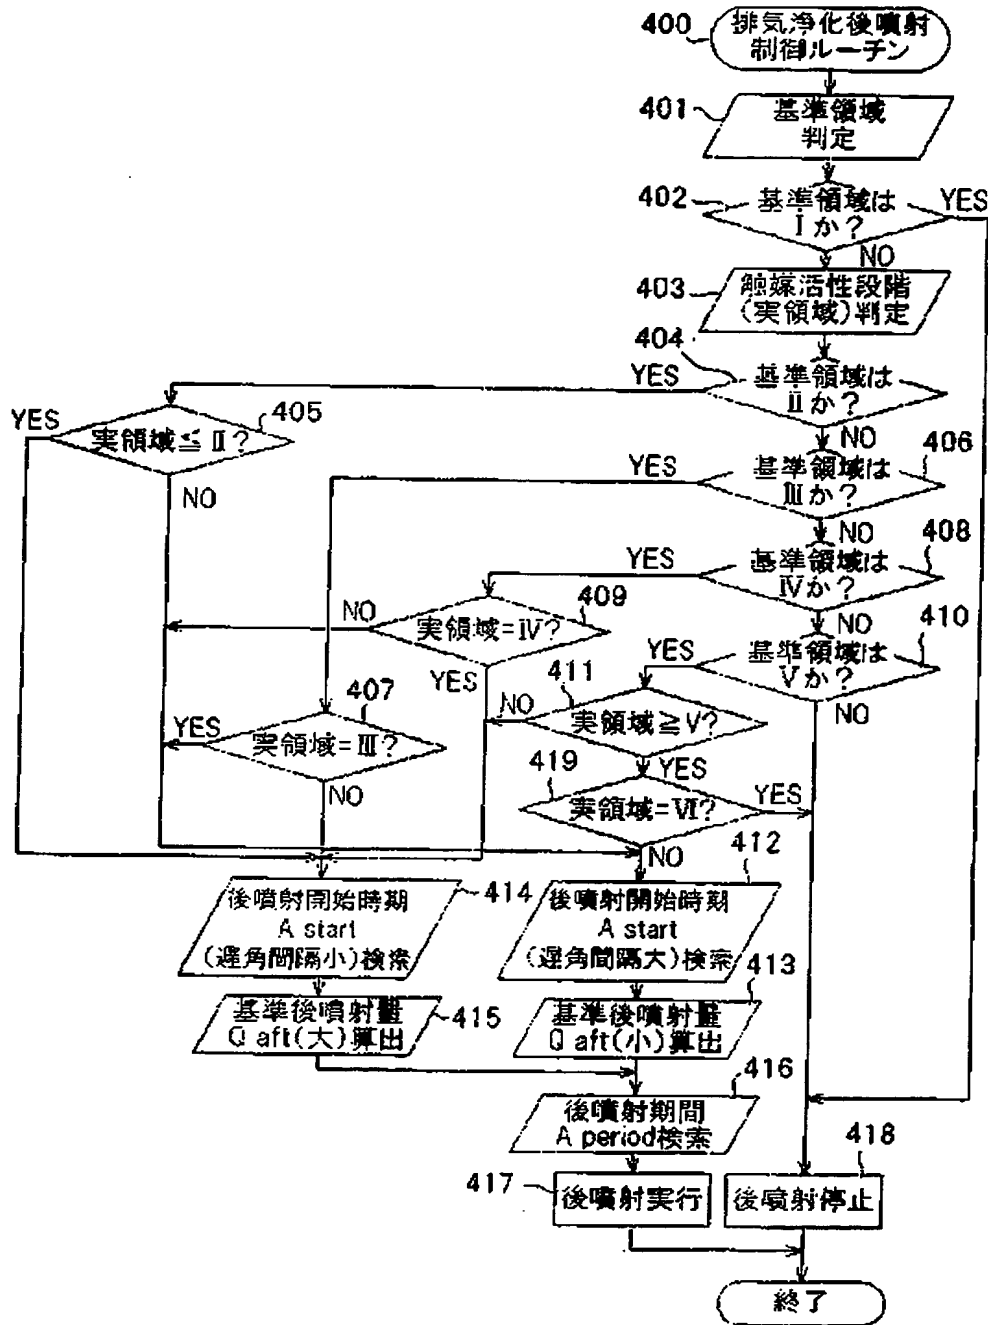 400
排気浄化後噴射
制御ルーチン
401
基準領域
判定
402
基準領域は
Ⅰか?
YES
NO
403
触媒活性段階
(実領域)判定
404
基準領域は
Ⅱか?
YES
NO
YES
405
実領域≦Ⅱ?
NO
406
基準領域は
Ⅲか?
YES
NO
408
基準領域は
Ⅳか?
YES
NO
409
実領域=Ⅳ?
NO
YES
410
基準領域は
Ⅴか?
YES
NO
411
実領域≧Ⅴ?
NO
YES
407
実領域=Ⅲ?
YES
NO
419
実領域=Ⅵ?
YES
NO
414
後噴射開始時期
A start
(遅角間隔小)検索
412
後噴射開始時期
A start
(遅角間隔大)検索
415
基準後噴射量
Q aft(大)算出
413
基準後噴射量
Q aft(小)算出
416
後噴射期間
A period検索
417
後噴射実行
418
後噴射停止
終了